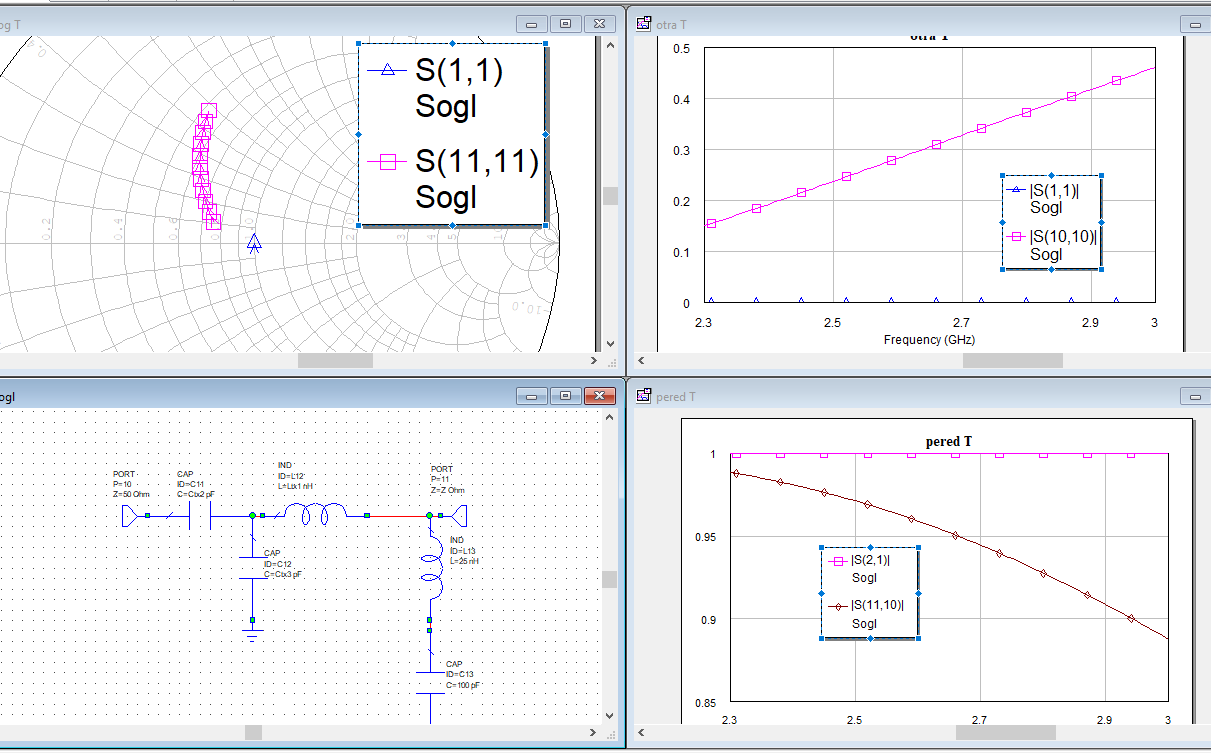 og T
S(1,1)
Sogl
S(11,11)
Sogl
0.2
0.4
0.6
otra T
otra T
0.5
0.4
0.3
0.2
0.1
0
|S(1,1)|
Sogl
|S(10,10)|
Sogl
2.3
2.5
2.7
2.9
3
Frequency (GHz)
ogl
PORT
P=10
Z=50 Ohm
CAP
ID=C11
C=Ctx2 pF
IND
ID=L12
L=Ltx1 nH
PORT
P=11
Z=Z Ohm
CAP
ID=C12
C=Ctx3 pF
IND
ID=L13
L=25 nH
CAP
ID=C13
C=100 pF
pered T
pered T
1
0.95
0.9
0.85
|S(2,1)|
Sogl
|S(11,10)|
Sogl
2.3
2.5
2.7
2.9
3